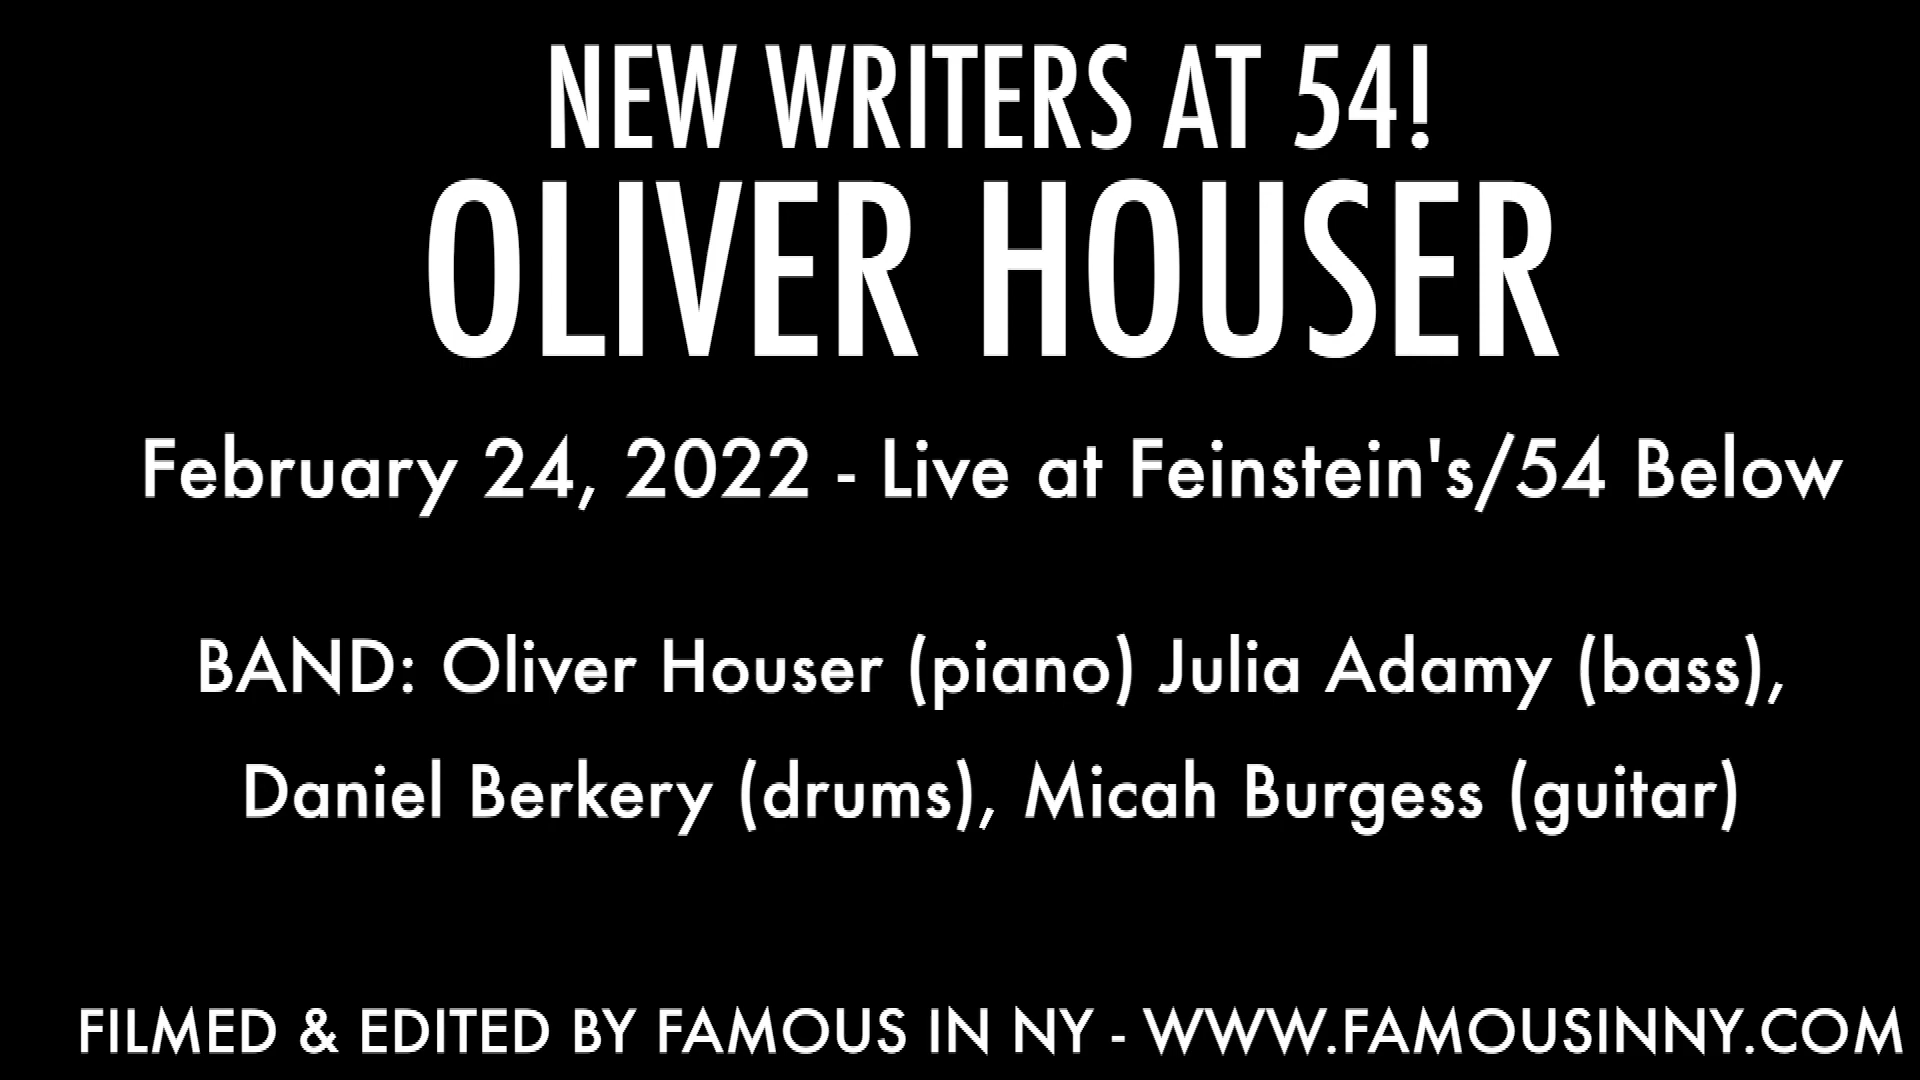 NEW WRITERS AT 54!
OLIVER HOUSER
February 24, 2022 - Live at Feinstein's/54 Below
BAND: Oliver Houser (piano) Julia Adamy (bass),
Daniel Berkery (drums), Micah Burgess (guitar)
FILMED & EDITED BY FAMOUS IN NY - WWW.FAMOUSINNY.COM